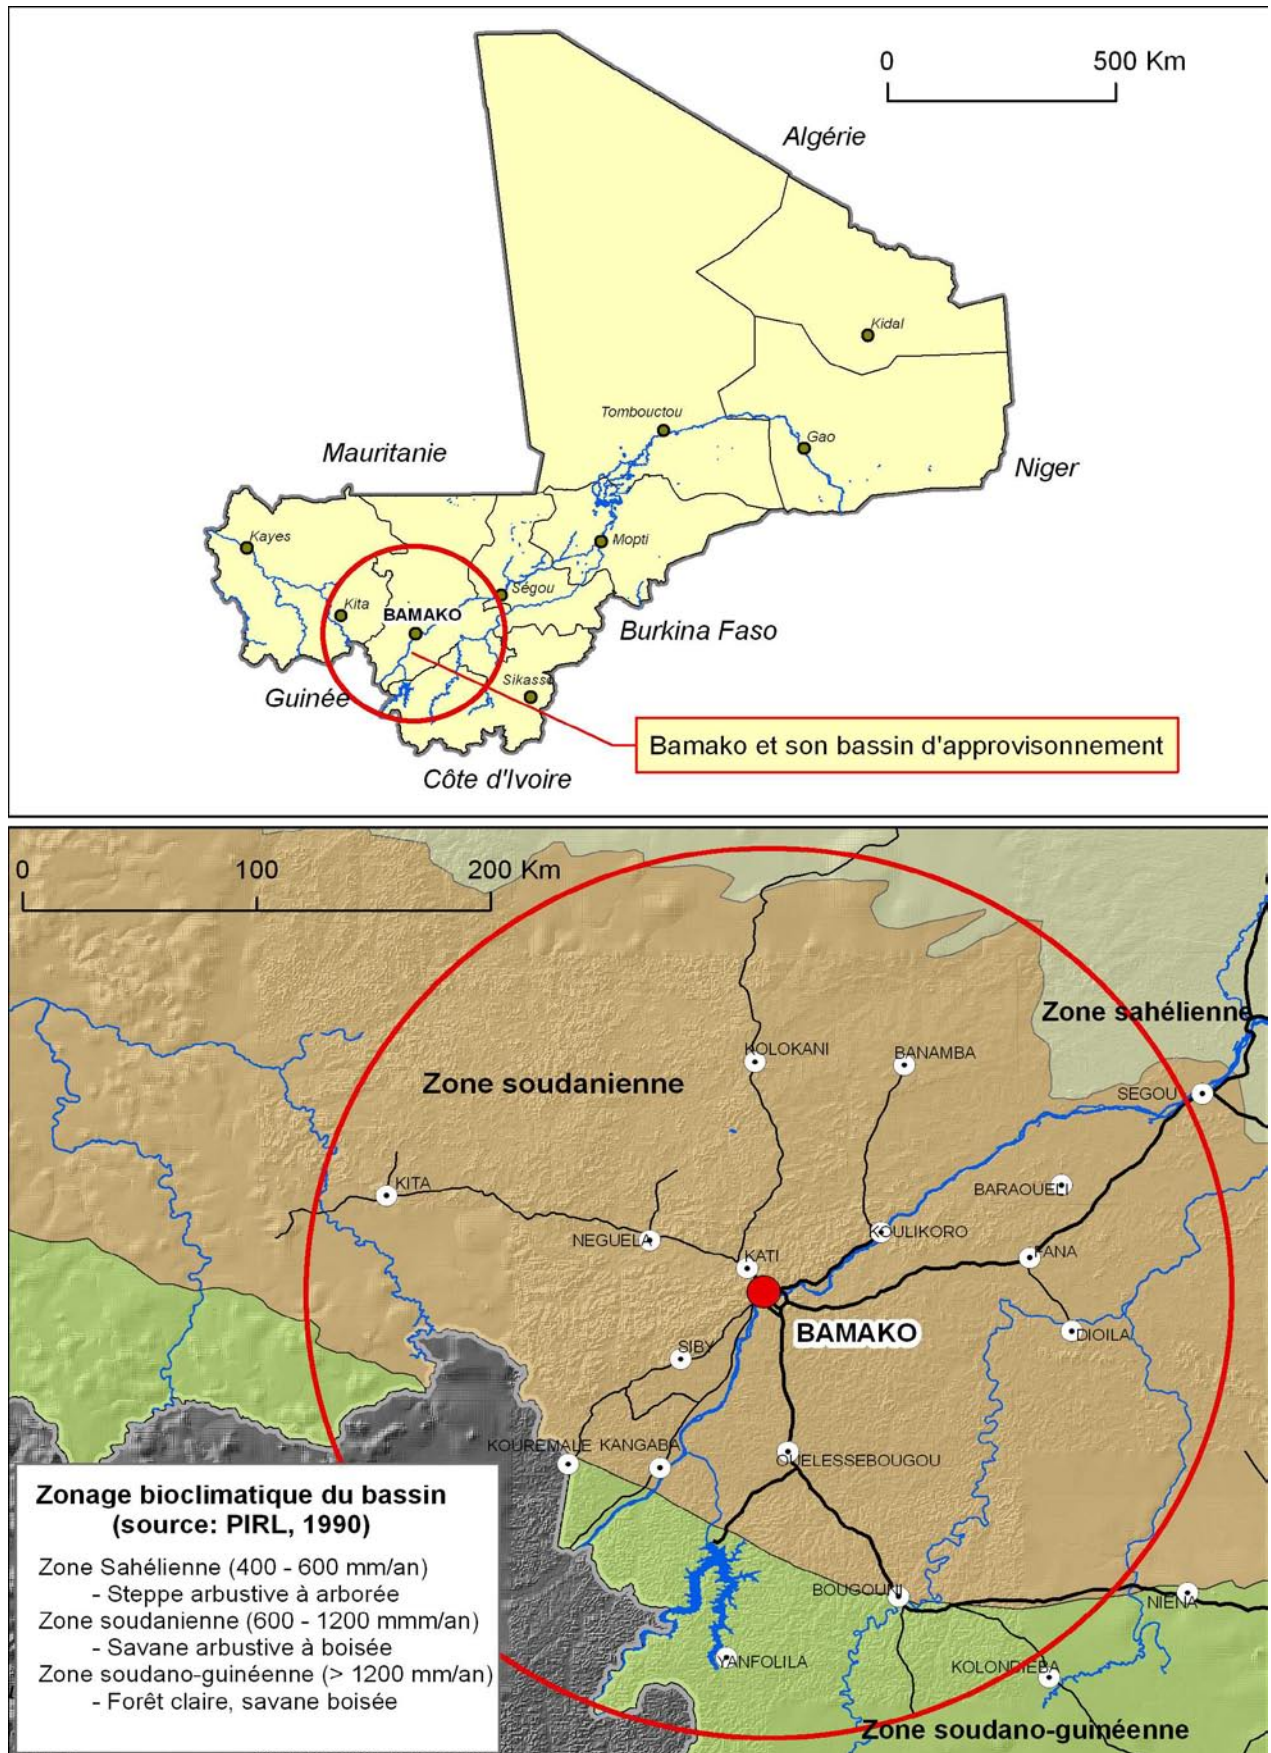 0 500 Km
Algérie
Kidal
Tombouctou
Gao
Mauritanie
Niger
Kayes
Mopti
Ségou
Kita
BAMAKO
Burkina Faso
Sikasso
Guinée
Bamako et son bassin d'approvisonnement
Côte d'Ivoire
0 100 200 Km
Zone sahélienne
KOLOKANI
BANAMBA
Zone soudanienne
SEGOU
KITA
BARAOUELI
NEGUELA
KOULIKORO
KATI
FANA
BAMAKO
DIOILA
SIBY
KOUREMALE
KANGABA
OUELESSEBOUGOU
Zonage bioclimatique du bassin
(source: PIRL, 1990)
Zone Sahélienne (400 - 600 mm/an)
- Steppe arbustive à arborée
Zone soudanienne (600 - 1200 mmm/an)
- Savane arbustive à boisée
Zone soudano-guinéenne (> 1200 mm/an)
- Forêt claire, savane boisée
BOUGOUNI
NIENA
YANFOLILA
KOLONDIEBA
Zone soudano-guinéenne